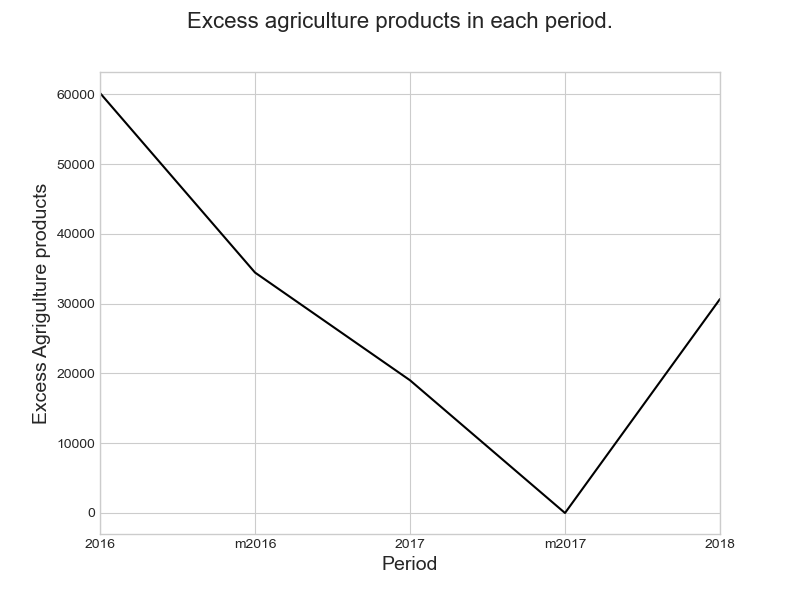 Excess agriculture products in each period.
Excess Agrigulture products
60000
50000
40000
30000
20000
10000
0
2016 m2016 2017 m2017 2018
Period